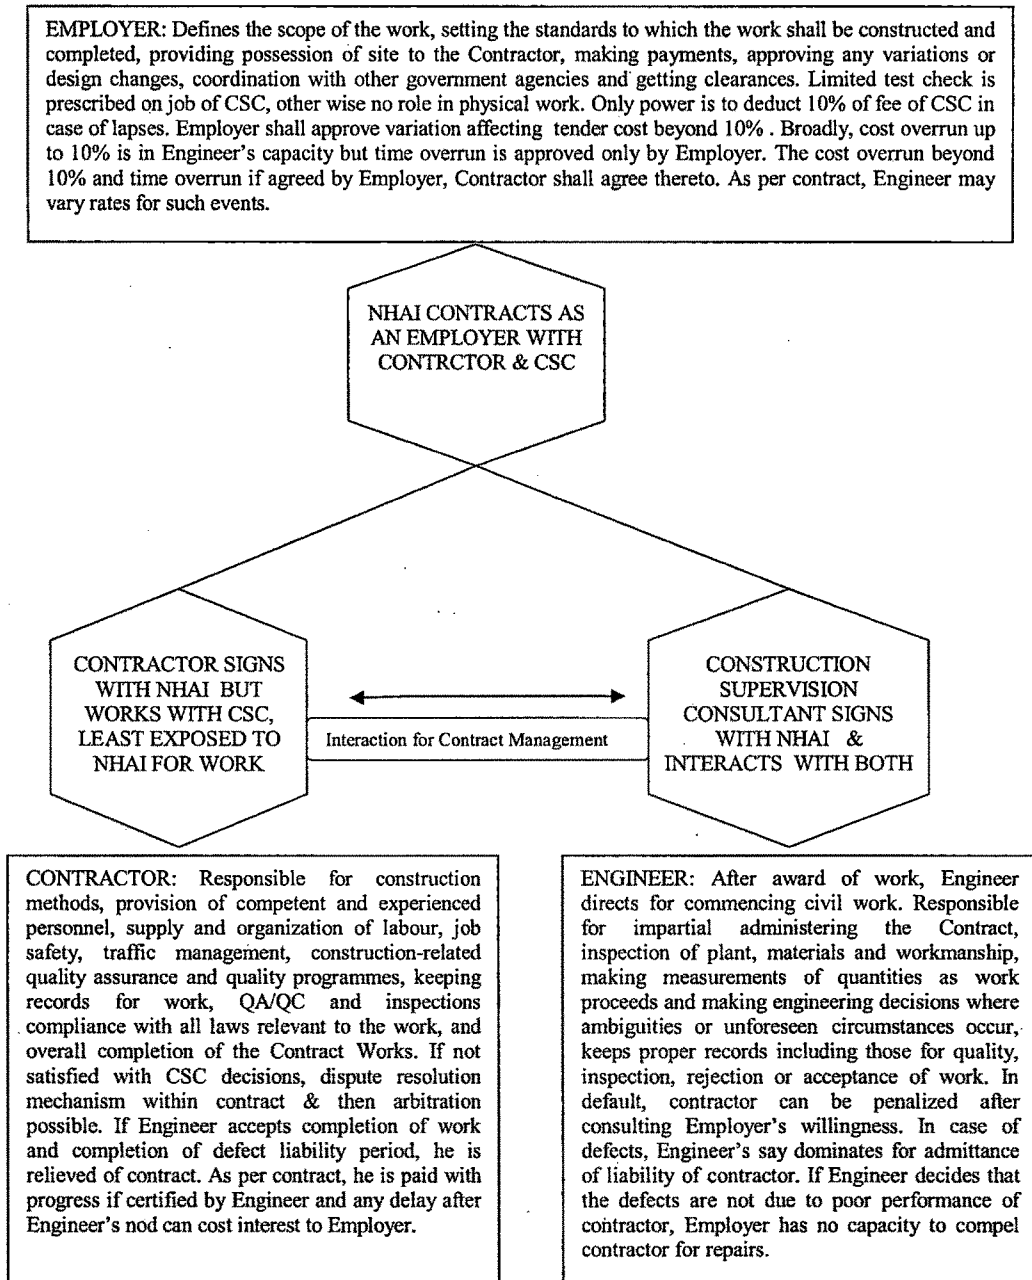 EMPLOYER: Defines the scope of the work, setting the standards to which the work shall be constructed and
completed, providing possession of site to the Contractor, making payments, approving any variations or
design changes, coordination with other government agencies and getting clearances. Limited test check is
prescribed on job of CSC, other wise no role in physical work. Only power is to deduct 10% of fee of CSC in
case of lapses. Employer shall approve variation affecting tender cost beyond 10% . Broadly, cost overrun up
to 10% is in Engineer's capacity but time overrun is approved only by Employer. The cost overrun beyond
10% and time overrun if agreed by Employer, Contractor shall agree thereto. As per contract, Engineer may
vary rates for such events.
NHAI CONTRACTS AS
AN EMPLOYER WITH
CONTRCTOR & CSC
CONTRACTOR SIGNS
WITH NHAI BUT
WORKS WITH CSC,
LEAST EXPOSED TO
NHAI FOR WORK
Interaction for Contract Management
CONSTRUCTION
SUPERVISION
CONSULTANT SIGNS
WITH NHAI &
INTERACTS WITH BOTH
CONTRACTOR: Responsible for construction
methods, provision of competent and experienced
personnel, supply and organization of labour, job
safety, traffic management, construction-related
quality assurance and quality programmes, keeping
records for work, QA/QC and inspections
compliance with all laws relevant to the work, and
overall completion of the Contract Works. If not
satisfied with CSC decisions, dispute resolution
mechanism within contract & then arbitration
possible. If Engineer accepts completion of work
and completion of defect liability period, he is
relieved of contract. As per contract, he is paid with
progress if certified by Engineer and any delay after
Engineer's nod can cost interest to Employer.
ENGINEER: After award of work, Engineer
directs for commencing civil work. Responsible
for impartial administering the Contract,
inspection of plant, materials and workmanship,
making measurements of quantities as work
proceeds and making engineering decisions where
ambiguities or unforeseen circumstances occur,
keeps proper records including those for quality,
inspection, rejection or acceptance of work. In
default, contractor can be penalized after
consulting Employer's willingness. In case of
defects, Engineer's say dominates for admittance
of liability of contractor. If Engineer decides that
the defects are not due to poor performance of
contractor, Employer has no capacity to compel
contractor for repairs.